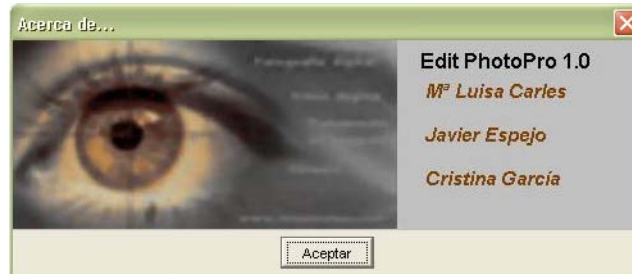 Acerca de...
Edit PhotoPro 1.0
Mª Luisa Carles
Javier Espejo
Cristina García
Aceptar